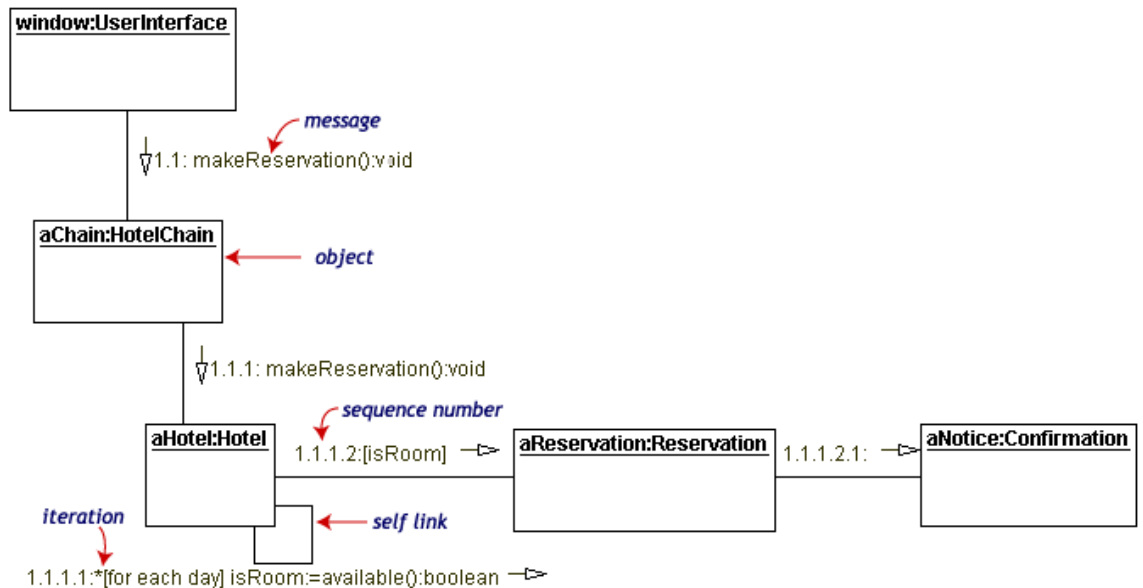 window:UserInterface
message
1.1: makeReservation():void
aChain:HotelChain
object
1.1.1: makeReservation():void
sequence number
aHotel:Hotel
1.1.1.2:[isRoom]
aReservation:Reservation
1.1.1.2.1:
aNotice:Confirmation
iteration
self link
1.1.1.1:*[for each day] isRoom:=available():boolean